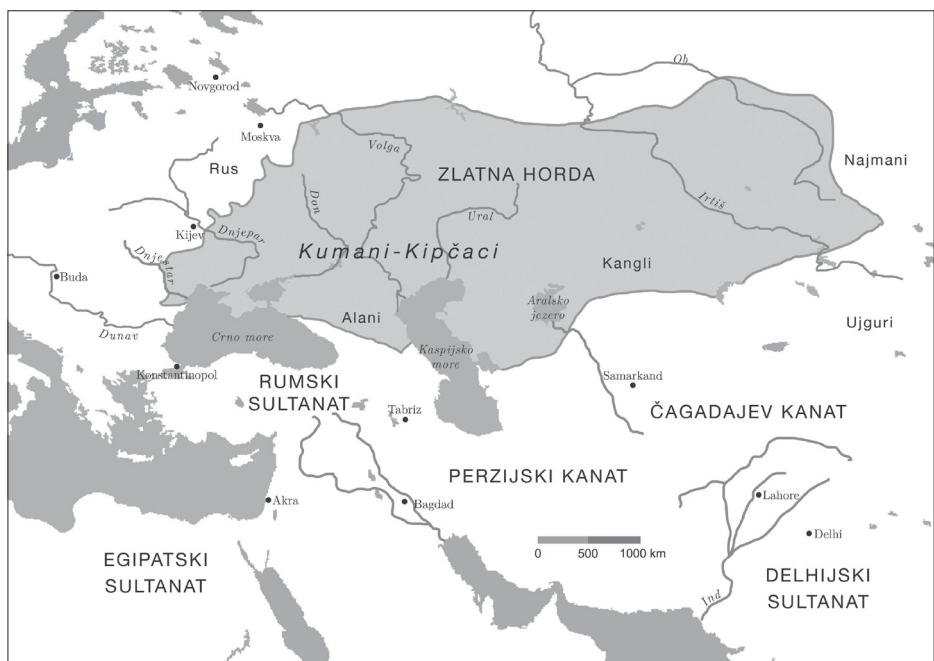 Ob
Novgorod
Moskva
Volga
Najmani
Rus
ZLATNA HORDA
Don
Irtiš
Ural
Kijev
Dnjepar
Kumani-Kipčaci
Dnjestar
Kangli
Buda
Aralsko
jezero
Alani
Ujguri
Dunav
Crno more
Kaspijsko
more
Konstantinopol
RUMSKI
SULTANAT
Samarkand
Tabriz
ČAGADAJEV KANAT
PERZIJSKI KANAT
Akra
Bagdad
Lahore
Delhi
0 500 1000 km
EGIPATSKI
SULTANAT
DELHIJSKI
SULTANAT
Ind